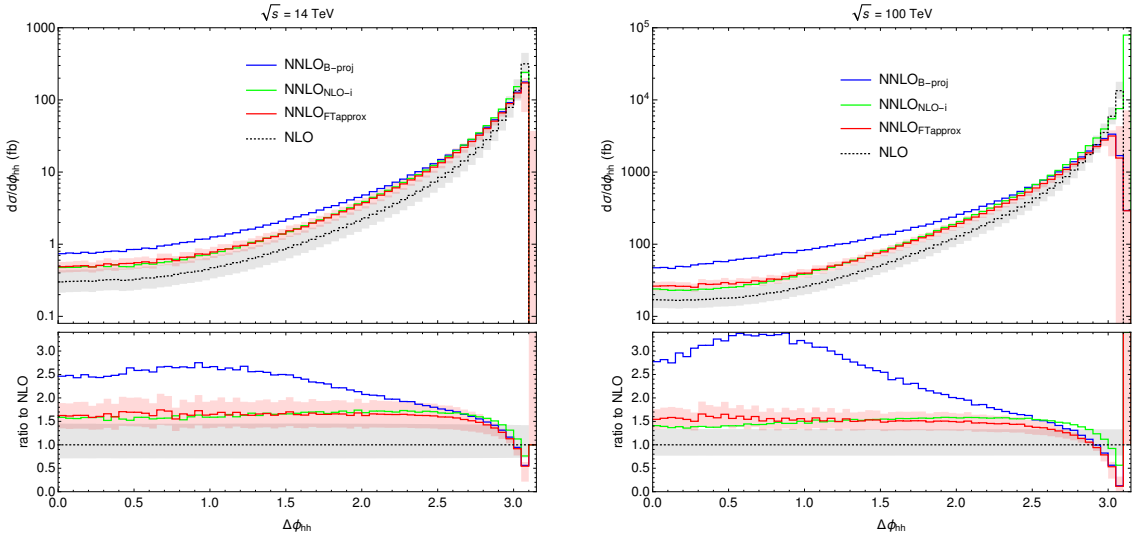 √s = 14 TeV
1000
100
10
1
0.1
dσ/dϕhh (fb)
NNLOB-proj
NNLONLO-i
NNLOFTapprox
NLO
3.0
2.5
2.0
1.5
1.0
0.5
0.0
ratio to NLO
0.0 0.5 1.0 1.5 2.0 2.5 3.0
Δϕhh
√s = 100 TeV
10⁵
10⁴
1000
100
10
dσ/dϕhh (fb)
NNLOB-proj
NNLONLO-i
NNLOFTapprox
NLO
3.0
2.5
2.0
1.5
1.0
0.5
0.0
ratio to NLO
0.0 0.5 1.0 1.5 2.0 2.5 3.0
Δϕhh